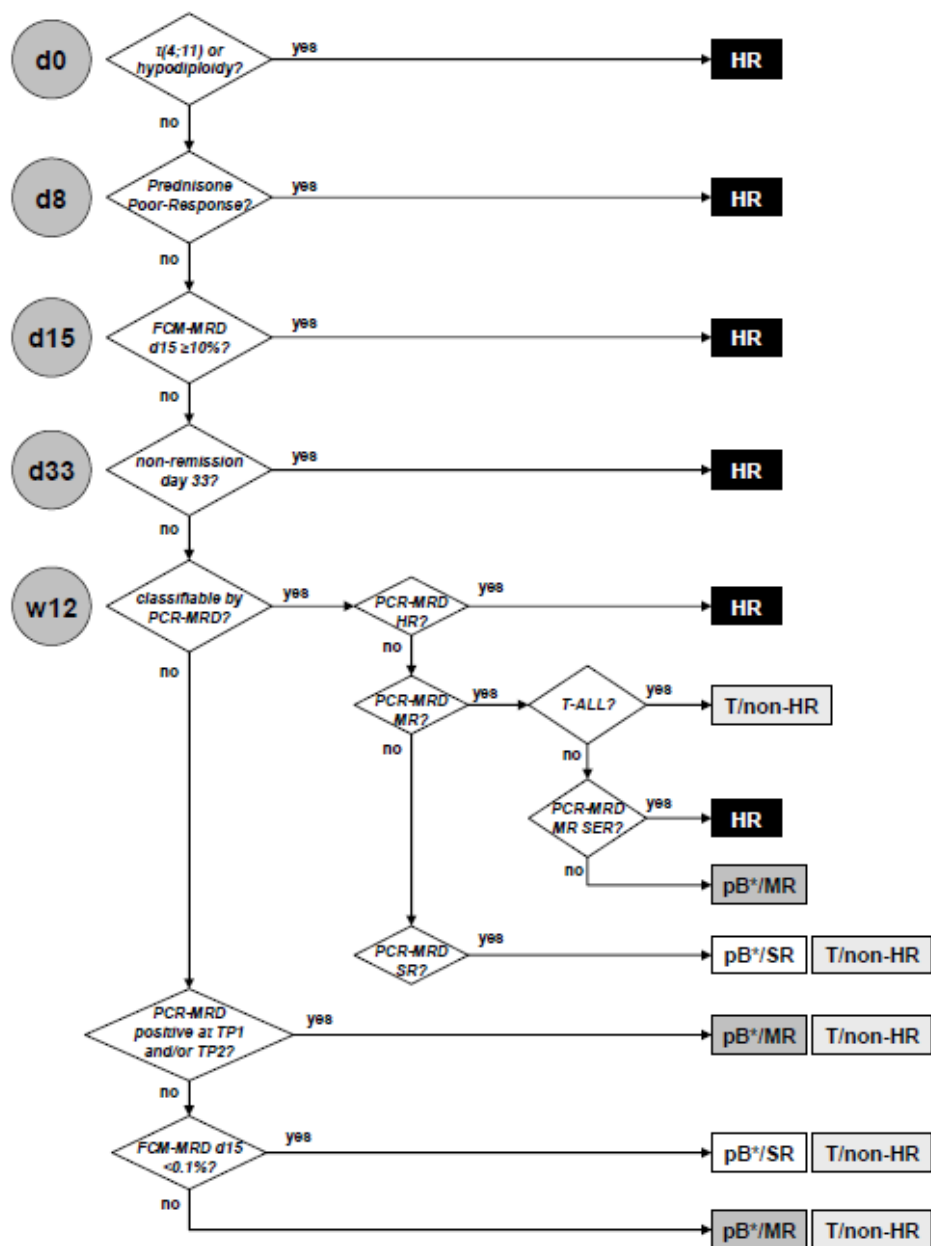 d0
τ(4;11) or
hypodiploidy?
yes
HR
no
d8
Prednisone
Poor-Response?
yes
HR
no
d15
FCM-MRD
d15 ≥10%?
yes
HR
no
d33
non-remission
day 33?
yes
HR
no
w12
classifiable by
PCR-MRD?
yes
PCR-MRD
HR?
yes
HR
no
no
PCR-MRD
MR?
yes
T-ALL?
yes
T/non-HR
no
no
PCR-MRD
MR SER?
yes
HR
no
pB*/MR
PCR-MRD
SR?
yes
pB*/SR T/non-HR
PCR-MRD
positive at TP1
and/or TP2?
yes
pB*/MR T/non-HR
no
FCM-MRD d15
<0.1%?
yes
pB*/SR T/non-HR
no
pB*/MR T/non-HR